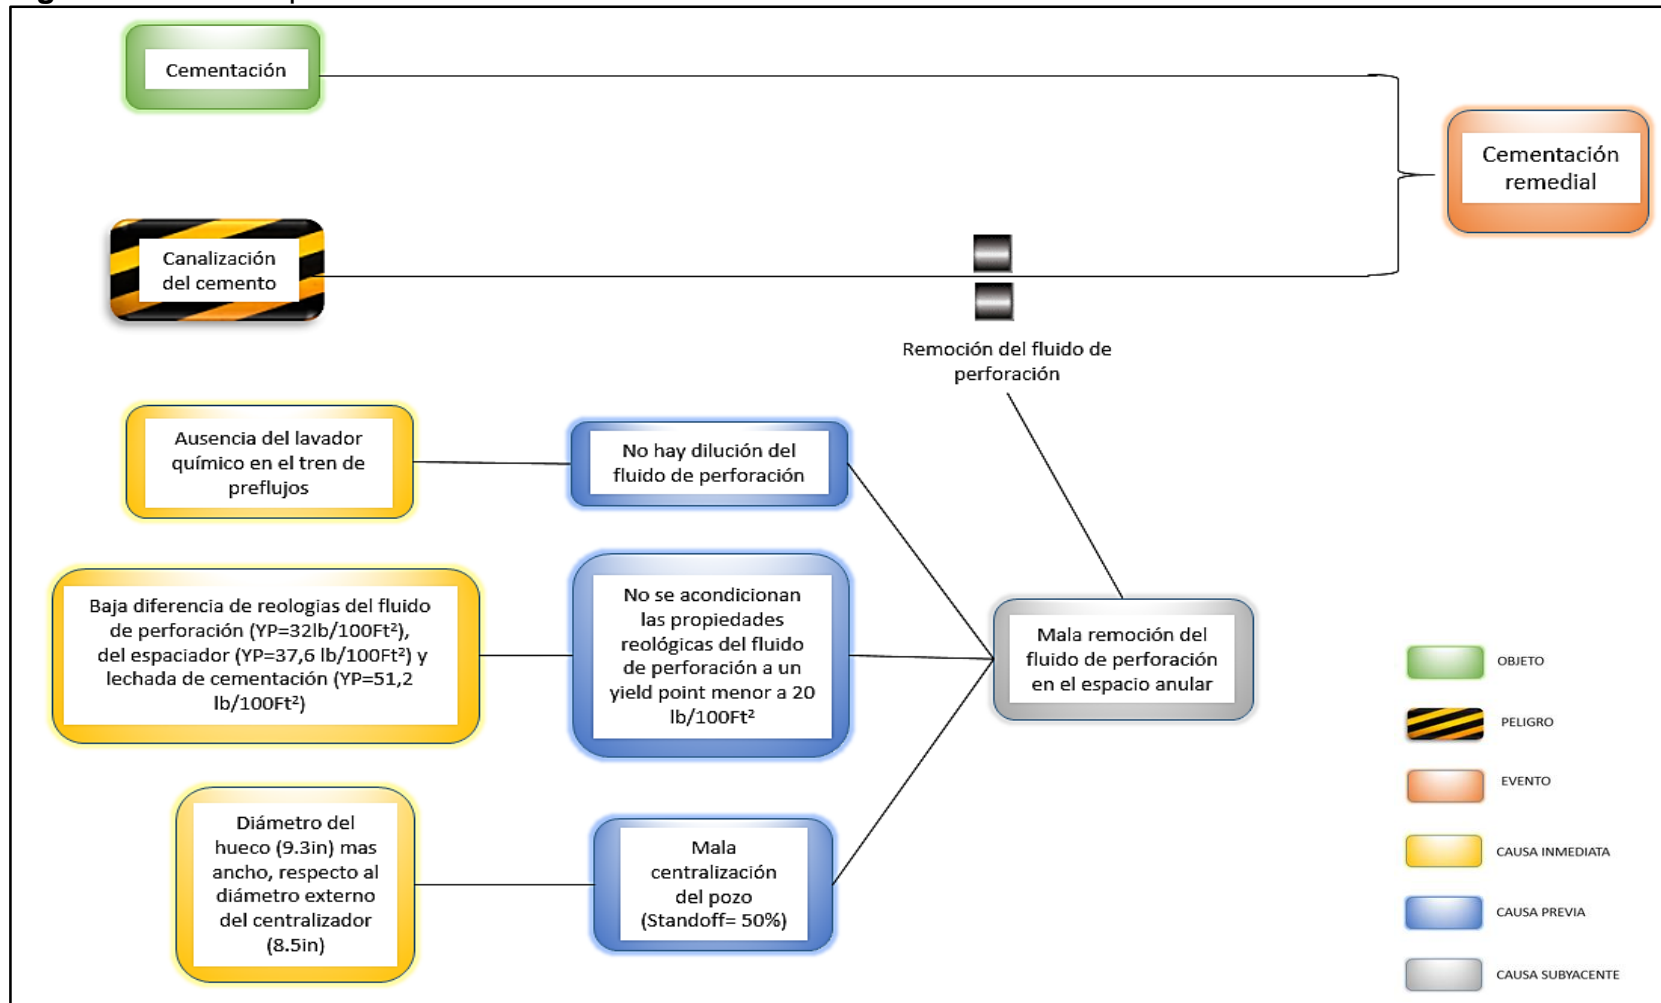 Cementación
Cementación
remedial
Canalización
del cemento
Remoción del fluido de
perforación
Ausencia del lavador
químico en el tren de
preflujos
No hay dilución del
fluido de perforación
Baja diferencia de reologias del fluido
de perforación (YP=32lb/100Ft²),
del espaciador (YP=37,6 lb/100Ft²) y
lechada de cementación (YP=51,2
lb/100Ft²)
No se acondicionan
las propiedades
reológicas del fluido
de perforación a un
yield point menor a 20
lb/100Ft²
Mala remoción del
fluido de perforación
en el espacio anular
Diámetro del
hueco (9.3in) mas
ancho, respecto al
diámetro externo
del centralizador
(8.5in)
Mala
centralización
del pozo
(Standoff= 50%)
OBJETO
PELIGRO
EVENTO
CAUSA INMEDIATA
CAUSA PREVIA
CAUSA SUBYACENTE